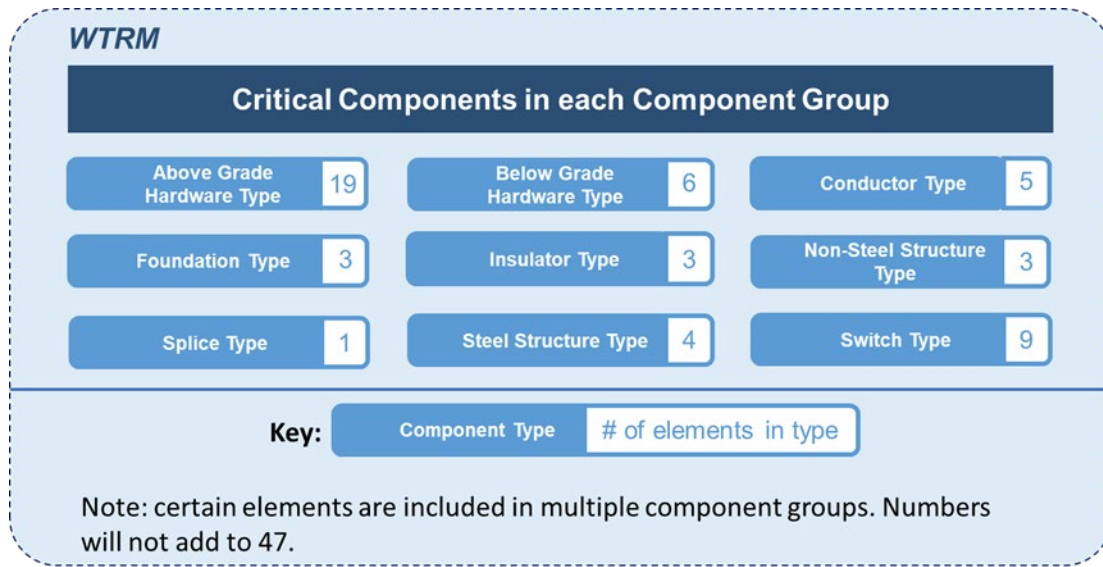 WTRM
Critical Components in each Component Group
Above Grade
Hardware Type
19
Below Grade
Hardware Type
6
Conductor Type
5
Foundation Type
3
Insulator Type
3
Non-Steel Structure
Type
3
Splice Type
1
Steel Structure Type
4
Switch Type
9
Key:
Component Type
# of elements in type
Note: certain elements are included in multiple component groups. Numbers
will not add to 47.